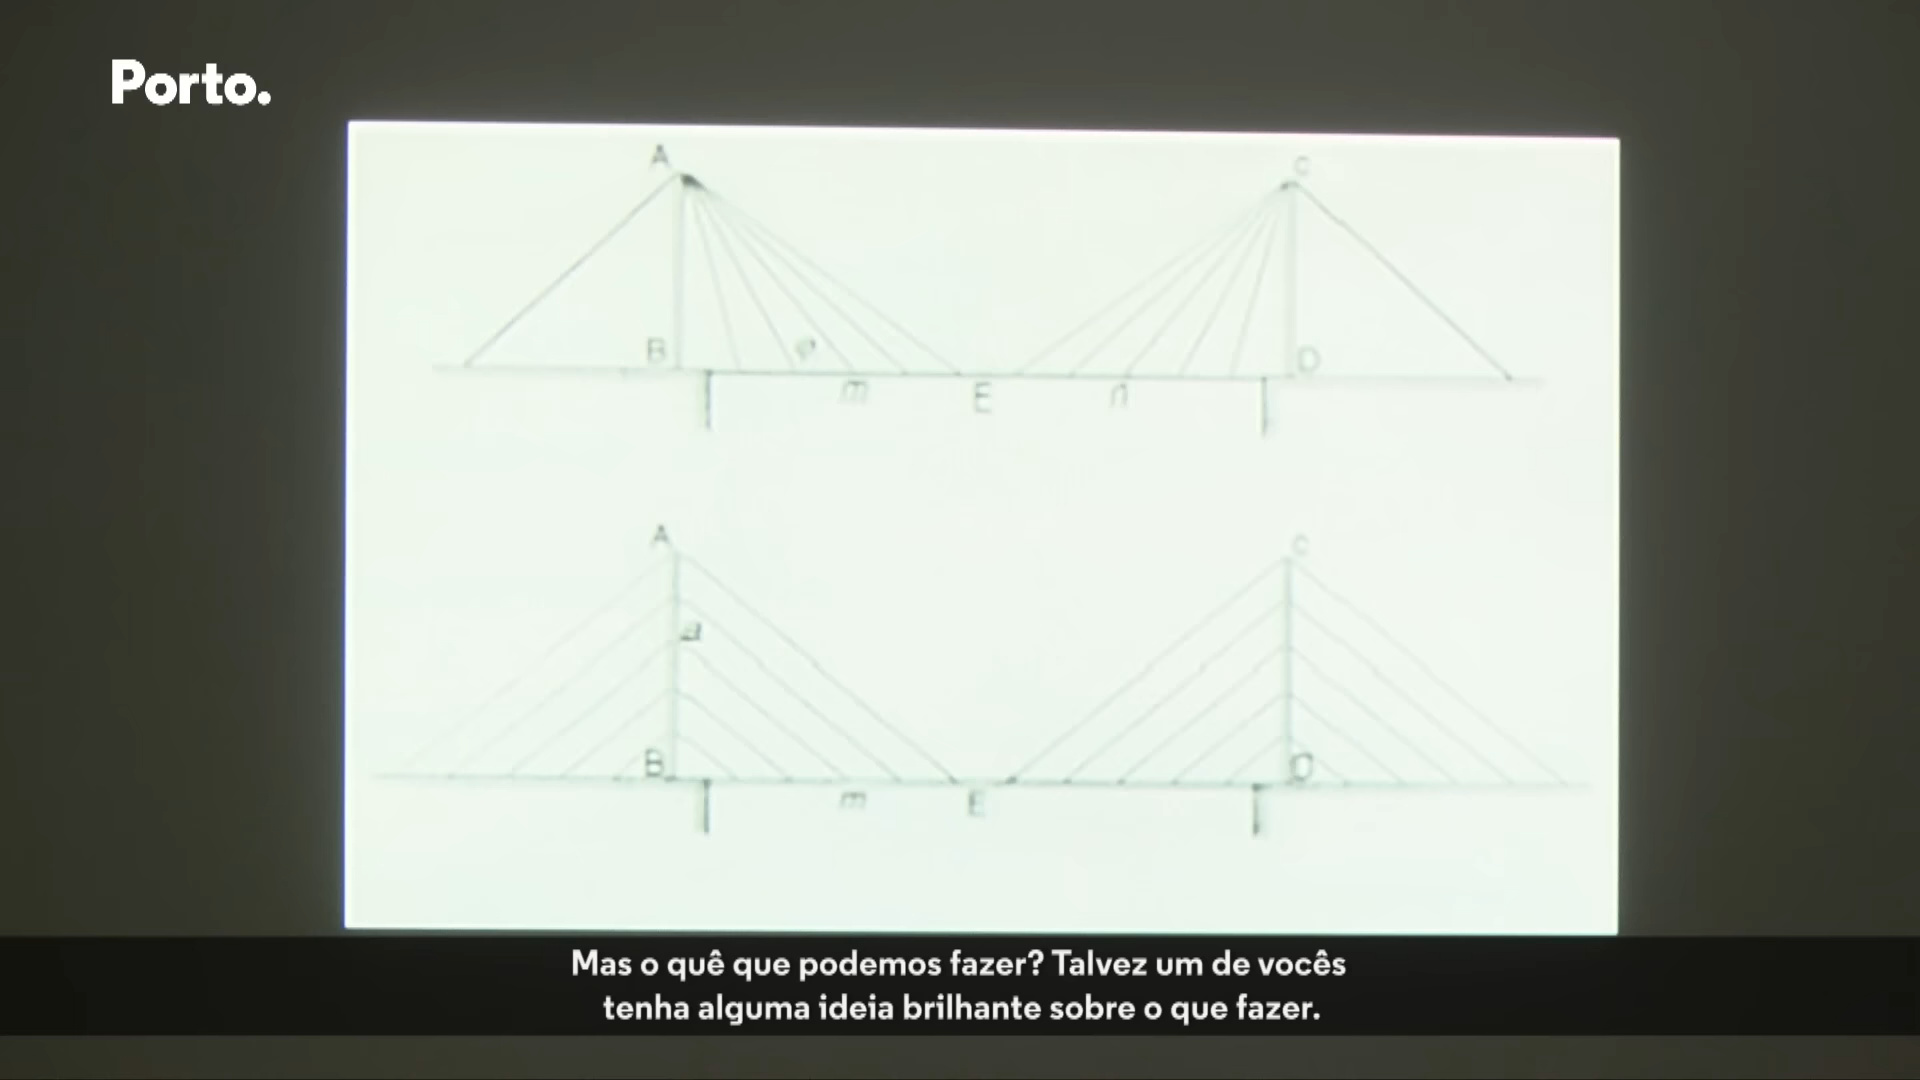 Porto.
A C
B φ D
m E n
A C
a
B D
m E
Mas o quê que podemos fazer? Talvez um de vocês
tenha alguma ideia brilhante sobre o que fazer.